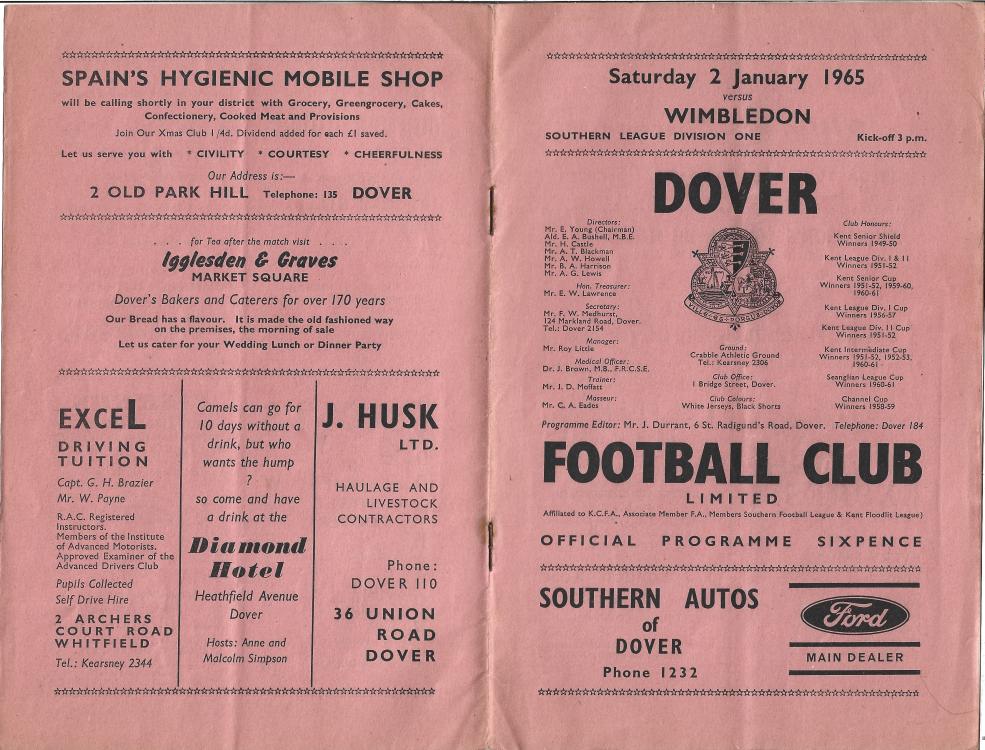 SPAIN'S HYGIENIC MOBILE SHOP
will be calling shortly in your district with Grocery, Greengrocery, Cakes,
Confectionery, Cooked Meat and Provisions
Join Our Xmas Club 1/4d. Dividend added for each £1 saved.
Let us serve you with * CIVILITY * COURTESY * CHEERFULNESS
Our Address is:—
2 OLD PARK HILL Telephone: 135 DOVER
. . . for Tea after the match visit . . .
Igglesden & Graves
MARKET SQUARE
Dover's Bakers and Caterers for over 170 years
Our Bread has a flavour. It is made the old fashioned way
on the premises, the morning of sale
Let us cater for your Wedding Lunch or Dinner Party
EXCEL
DRIVING
TUITION
Capt. G. H. Brazier
Mr. W. Payne
R.A.C. Registered
Instructors.
Members of the Institute
of Advanced Motorists.
Approved Examiner of the
Advanced Drivers Club
Pupils Collected
Self Drive Hire
2 ARCHERS
COURT ROAD
WHITFIELD
Tel.: Kearsney 2344
Camels can go for
10 days without a
drink, but who
wants the hump
?
so come and have
a drink at the
Diamond
Hotel
Heathfield Avenue
Dover
Hosts: Anne and
Malcolm Simpson
J. HUSK
LTD.
HAULAGE AND
LIVESTOCK
CONTRACTORS
Phone:
DOVER 110
36 UNION
ROAD
DOVER
Saturday 2 January 1965
versus
WIMBLEDON
SOUTHERN LEAGUE DIVISION ONE Kick-off 3 p.m.
DOVER
Directors:
Mr. E. Young (Chairman)
Ald. E. A. Bushell, M.B.E.
Mr. H. Castle
Mr. A. T. Blackman
Mr. A. W. Howell
Mr. B. A. Harrison
Mr. A. G. Lewis
Hon. Treasurer:
Mr. E. W. Lawrence
Secretary:
Mr. F. W. Medhurst,
124 Markland Road, Dover.
Tel.: Dover 2154
Manager:
Mr. Roy Little
Medical Officer:
Dr. J. Brown, M.B., F.R.C.S.E.
Trainer:
Mr. J. D. Moffatt
Masseur:
Mr. C. A. Eades
Ground:
Crabble Athletic Ground
Tel.: Kearsney 2306
Club Office:
1 Bridge Street, Dover.
Club Colours:
White Jerseys, Black Shorts
Club Honours:
Kent Senior Shield
Winners 1949-50
Kent League Div. I & II
Winners 1951-52
Kent Senior Cup
Winners 1951-52, 1959-60,
1960-61
Kent League Div. I Cup
Winners 1956-57
Kent League Div. II Cup
1951-52
Kent Intermediate Cup
Winners 1951-52, 1952-53,
1960-61
Seanglian League Cup
Winners 1960-61
Channel Cup
Winners 1958-59
Programme Editor: Mr. J. Durrant, 6 St. Radigund's Road, Dover. Telephone: Dover 184
FOOTBALL CLUB
LIMITED
Affiliated to K.C.F.A., Associate Member F.A., Members Southern Football League & Kent Floodlit League)
OFFICIAL PROGRAMME SIXPENCE
SOUTHERN AUTOS
of
DOVER
Phone 1232
Ford
MAIN DEALER